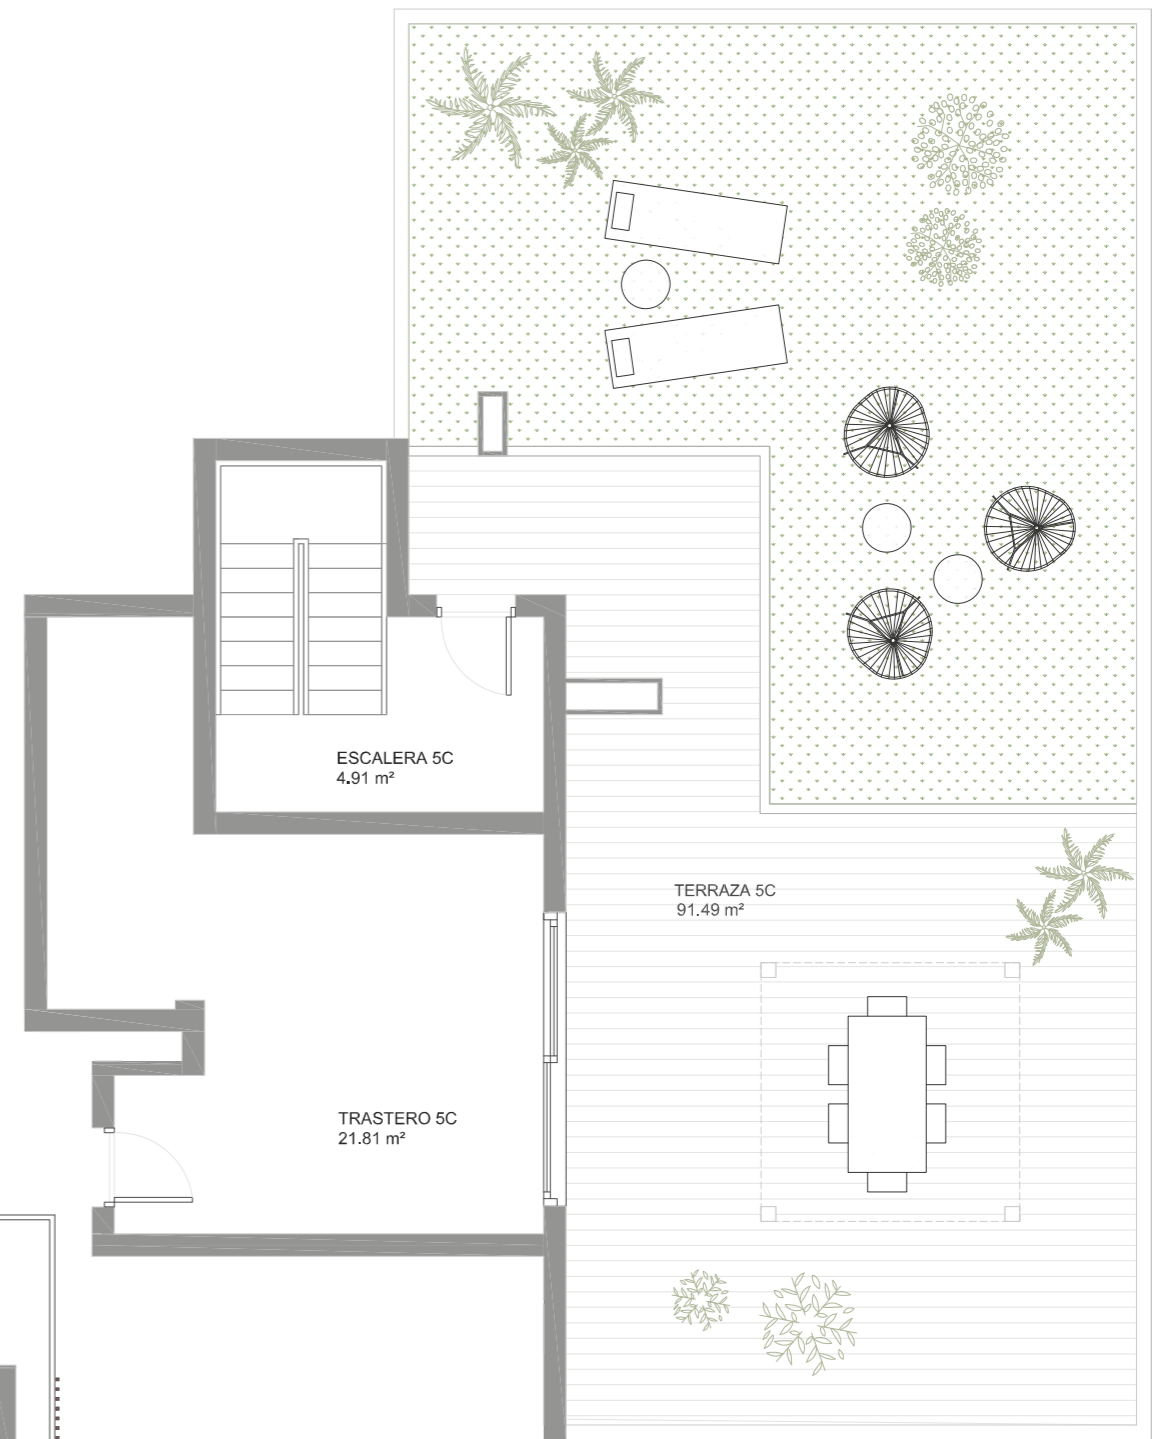 ESCALERA 5C
4.91 m²
TERRAZA 5C
91.49 m²
TRASTERO 5C
21.81 m²